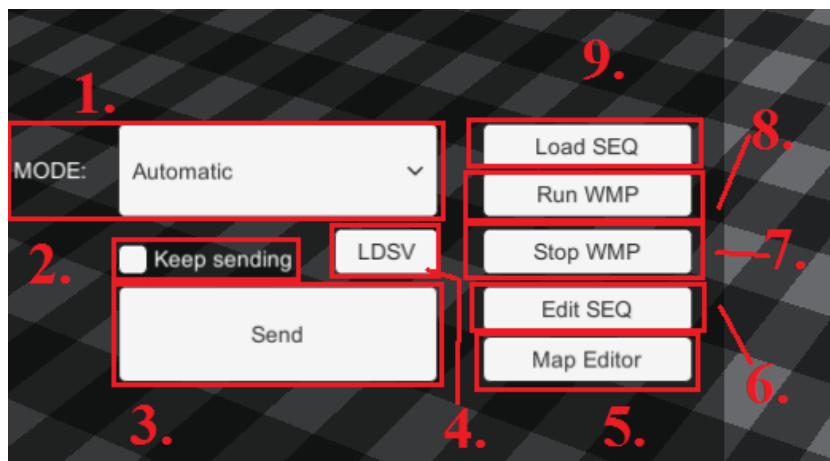 1.
9.
MODE:
Automatic
Load SEQ
8.
Run WMP
2.
Keep sending
LDSV
Stop WMP
7.
Send
Edit SEQ
Map Editor
6.
3.
4.
5.